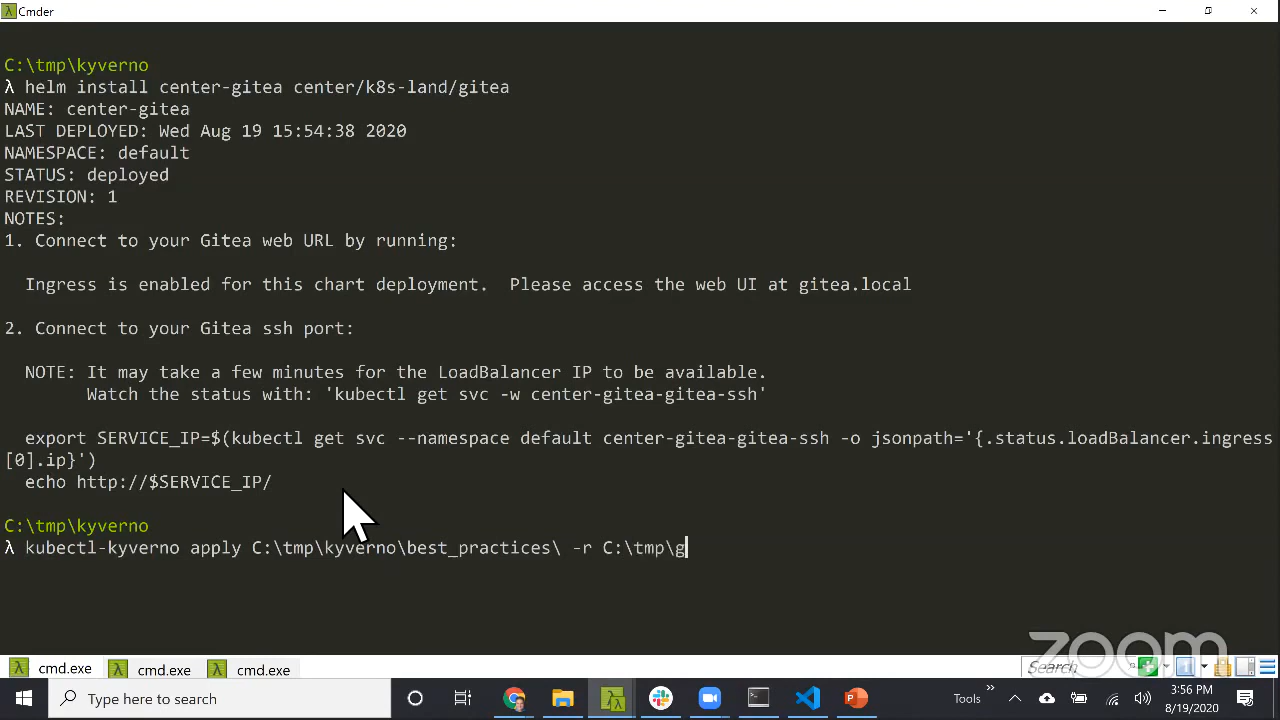 Cmder
C:\tmp\kyverno
λ helm install center-gitea center/k8s-land/gitea
NAME: center-gitea
LAST DEPLOYED: Wed Aug 19 15:54:38 2020
NAMESPACE: default
STATUS: deployed
REVISION: 1
NOTES:
1. Connect to your Gitea web URL by running:
Ingress is enabled for this chart deployment.  Please access the web UI at gitea.local
2. Connect to your Gitea ssh port:
NOTE: It may take a few minutes for the LoadBalancer IP to be available.
Watch the status with: 'kubectl get svc -w center-gitea-gitea-ssh'
export SERVICE_IP=$(kubectl get svc --namespace default center-gitea-gitea-ssh -o jsonpath='{.status.loadBalancer.ingress
[0].ip}')
echo http://$SERVICE_IP/
C:\tmp\kyverno
λ kubectl-kyverno apply C:\tmp\kyverno\best_practices\ -r C:\tmp\g
zoom
cmd.exe cmd.exe cmd.exe Search
Type here to search Tools 3:56 PM
8/19/2020